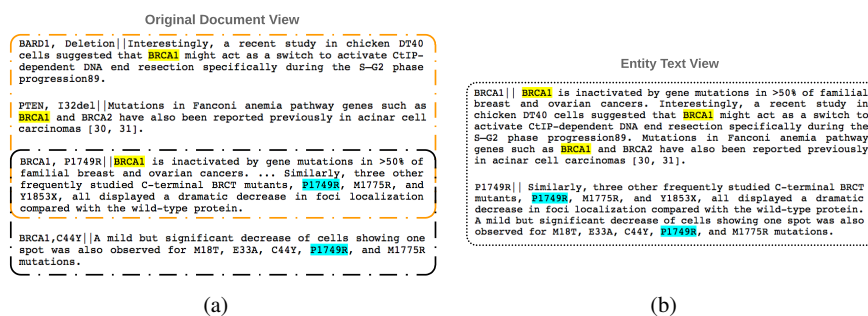 Original Document View
BARD1, Deletion||Interestingly, a recent study in chicken DT40
cells suggested that BRCA1 might act as a switch to activate CtIP-
dependent DNA end resection specifically during the S—G2 phase
progression89.
PTEN, I32del||Mutations in Fanconi anemia pathway genes such as
BRCA1 and BRCA2 have also been reported previously in acinar cell
carcinomas [30, 31].
BRCA1, P1749R||BRCA1 is inactivated by gene mutations in >50% of
familial breast and ovarian cancers. ... Similarly, three other
frequently studied C-terminal BRCT mutants, P1749R, M1775R, and
Y1853X, all displayed a dramatic decrease in foci localization
compared with the wild-type protein.
BRCA1,C44Y||A mild but significant decrease of cells showing one
spot was also observed for M18T, E33A, C44Y, P1749R, and M1775R
mutations.
(a)
Entity Text View
BRCA1|| BRCA1 is inactivated by gene mutations in >50% of familial
breast and ovarian cancers. Interestingly, a recent study in
chicken DT40 cells suggested that BRCA1 might act as a switch to
activate CtIP-dependent DNA end resection specifically during the
S—G2 phase progression89. Mutations in Fanconi anemia pathway
genes such as BRCA1 and BRCA2 have also been reported previously
in acinar cell carcinomas [30, 31].
P1749R|| Similarly, three other frequently studied C-terminal BRCT
mutants, P1749R, M1775R, and Y1853X, all displayed a dramatic
decrease in foci localization compared with the wild-type protein.
A mild but significant decrease of cells showing one spot was also
observed for M18T, E33A, C44Y, P1749R, and M1775R mutations.
(b)